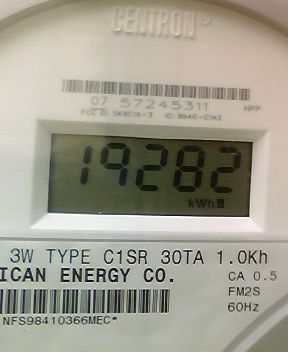 CENTRON®
07 57245311
19282
kWh
3W TYPE C1SR 30TA 1.0Kh
ICAN ENERGY CO.
CA 0.5
FM2S
60Hz
NFS98410366MEC*